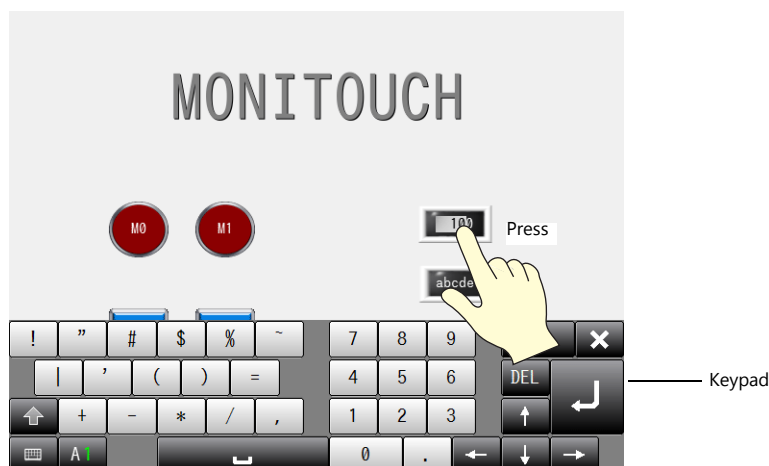 MONITOUCH
M0 M1 100 Press
abcde
! ” # $ % ~ 7 8 9
| ’ ( ) = 4 5 6 DEL Keypad
+ - * / , 1 2 3 ↑
A1 0 . ← ↓ →